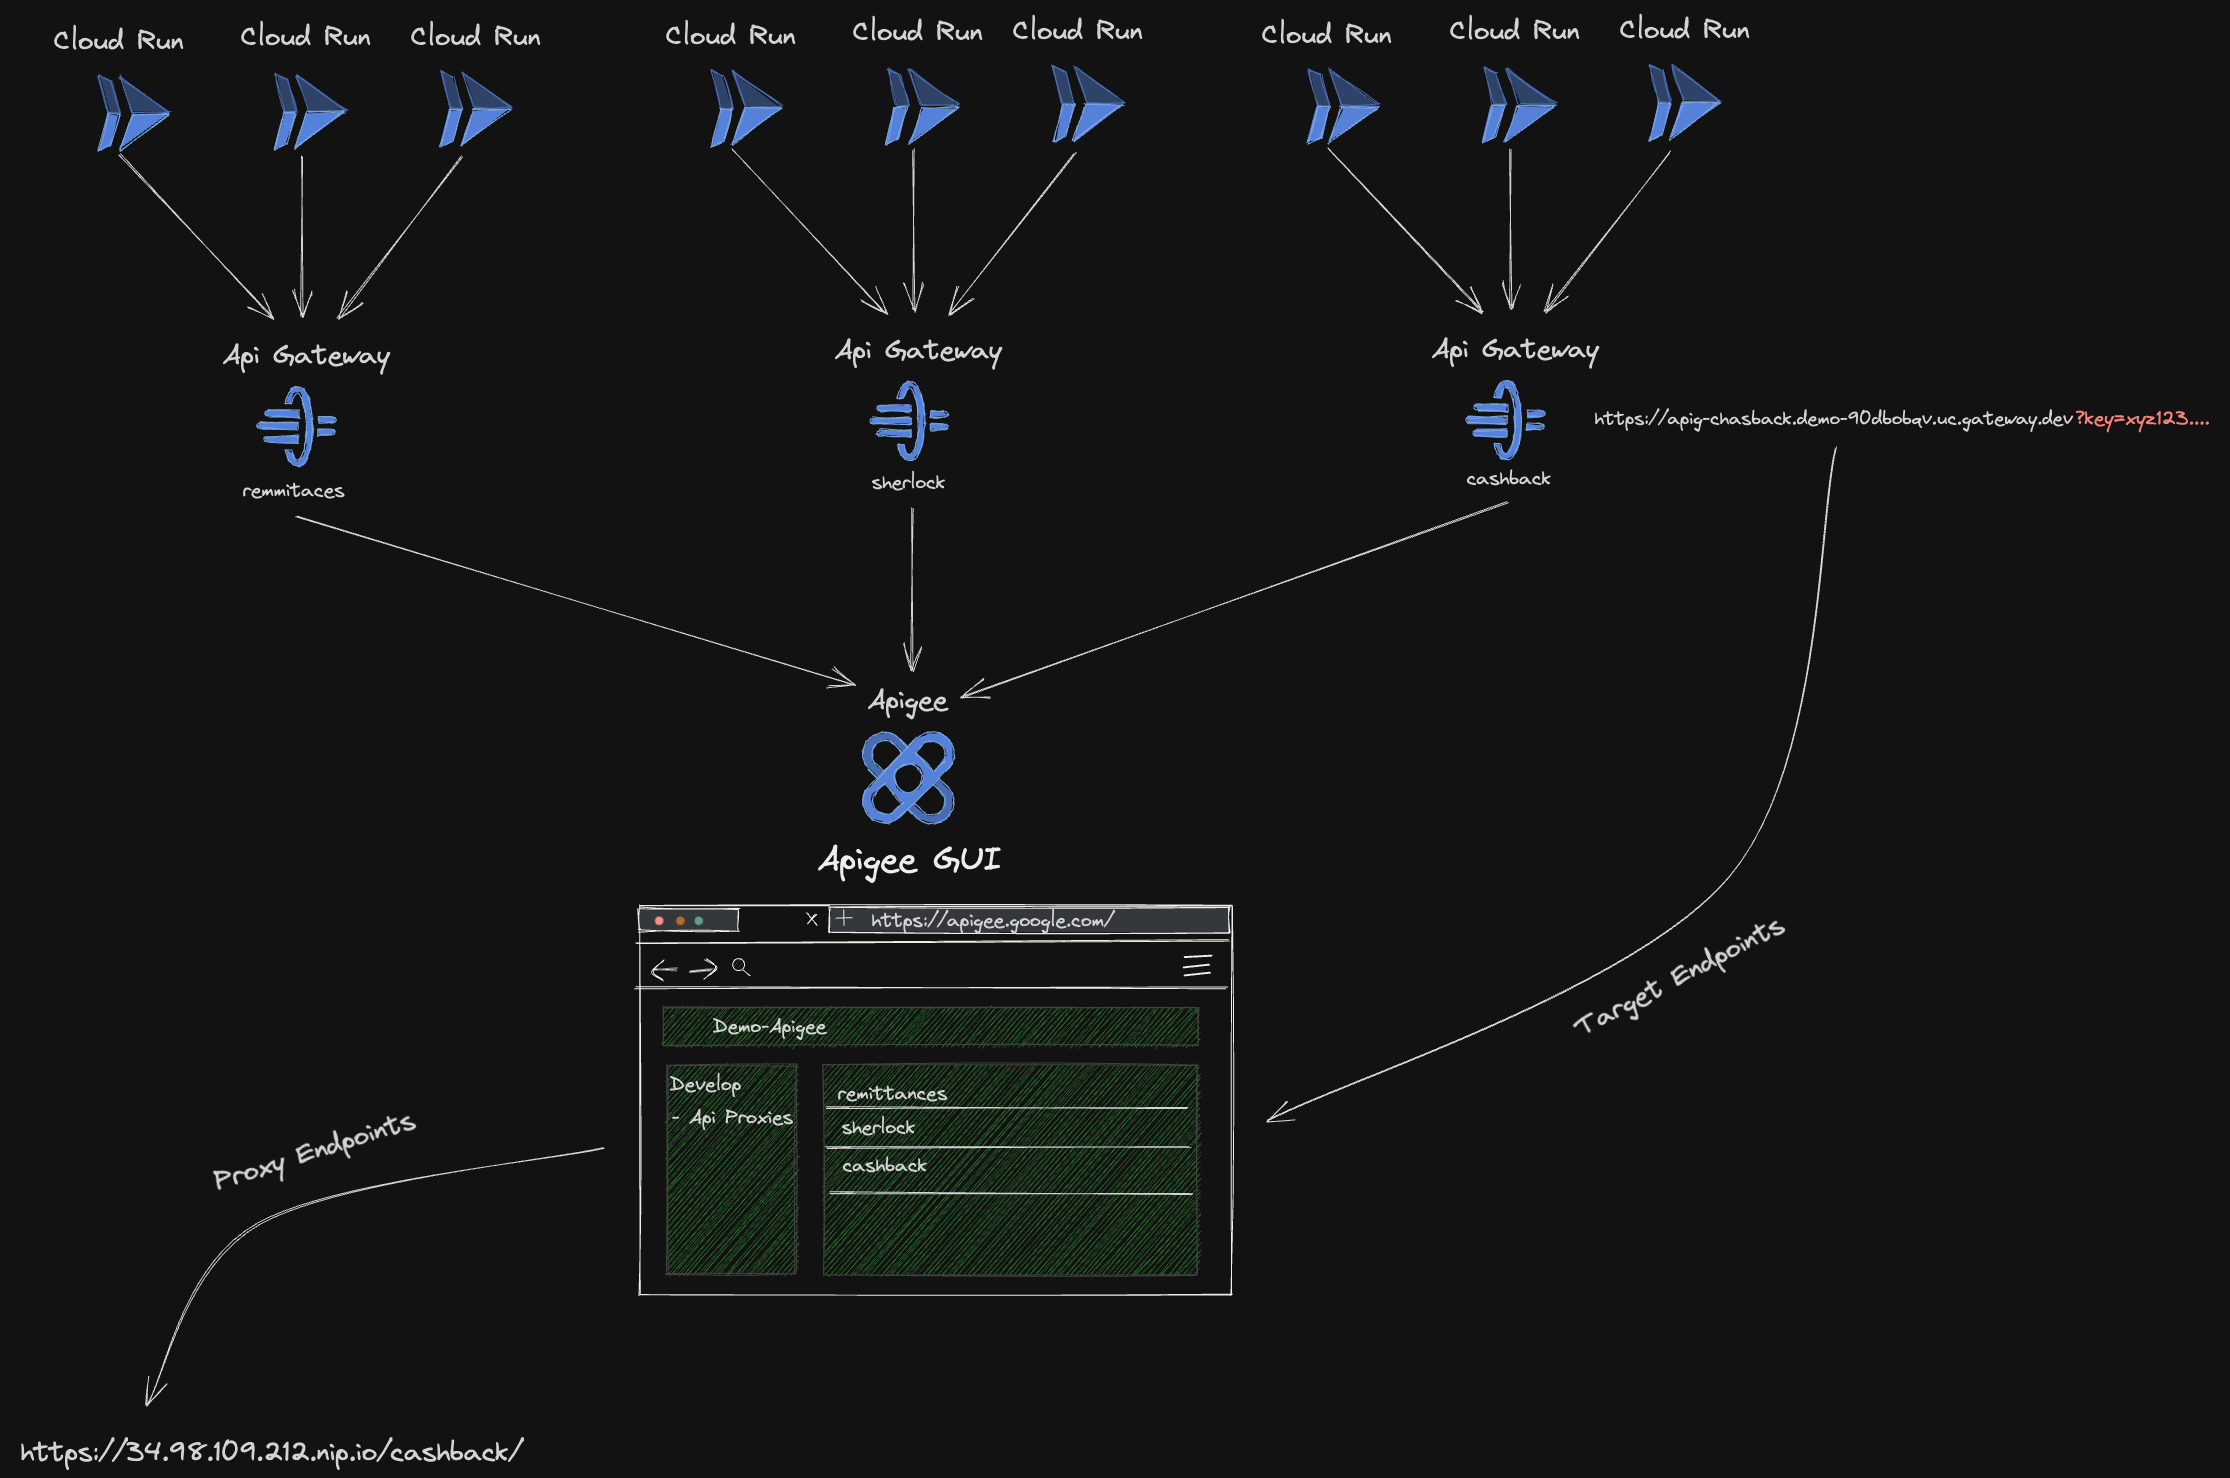 Cloud Run
Cloud Run
Cloud Run
Cloud Run
Cloud Run
Cloud Run
Cloud Run
Cloud Run
Cloud Run
Api Gateway
Api Gateway
Api Gateway
https://apig-chasback.demo-90dbobqv.uc.gateway.dev?key=xyz123....
remmitaces
sherlock
cashback
Apigee
Apigee GUI
x + https://apigee.google.com/
Demo-Apigee
Develop
- Api Proxies
remittances
sherlock
cashback
Target Endpoints
Proxy Endpoints
https://34.98.109.212.nip.io/cashback/